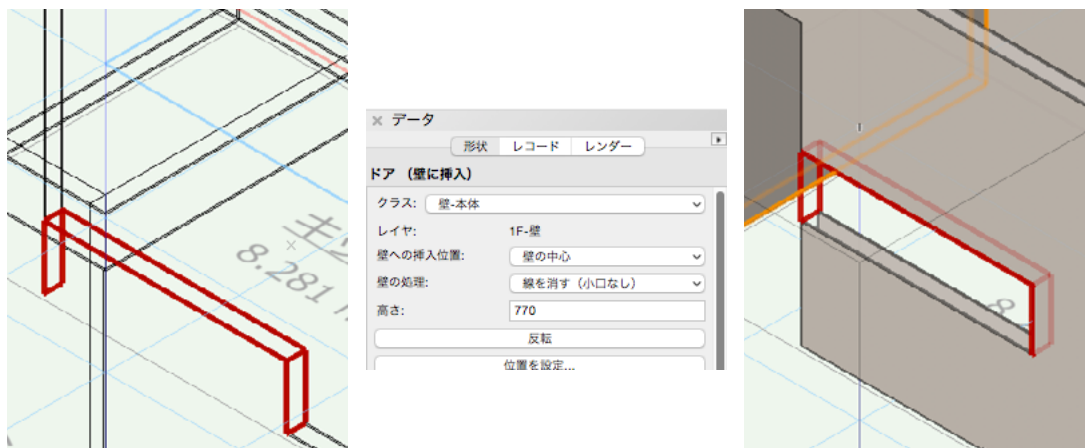 データ
形状 レコード レンダー
ドア （壁に挿入）
クラス: 壁-本体
レイヤ: 1F-壁
壁への挿入位置: 壁の中心
壁の処理: 線を消す（小口なし）
高さ: 770
反転
位置を設定...
8.281
8